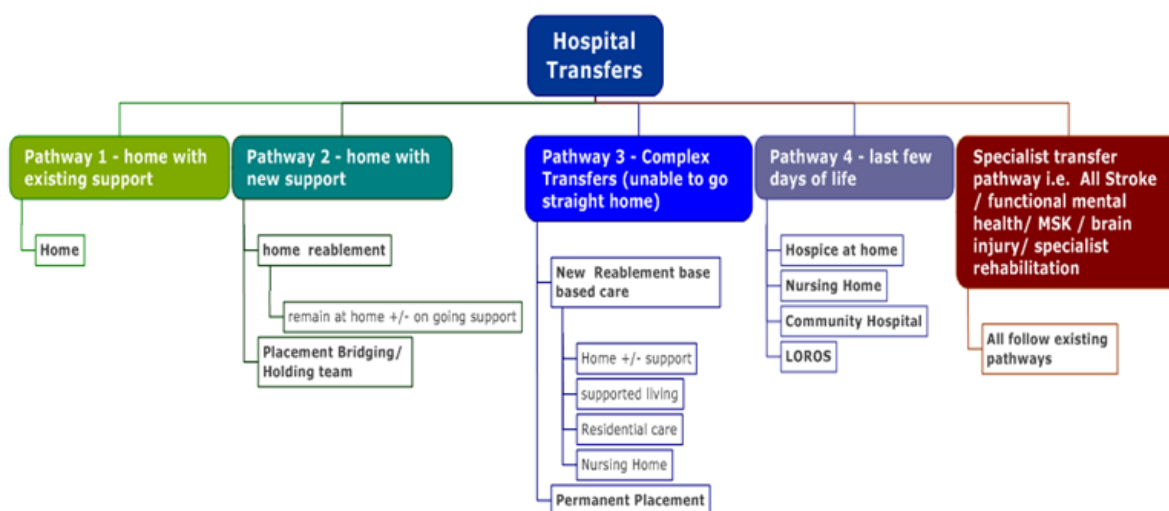 Hospital
Transfers
Pathway 1 - home with
existing support
Home
Pathway 2 - home with
new support
home reablement
remain at home +/- on going support
Placement Bridging/
Holding team
Pathway 3 - Complex
Transfers (unable to go
straight home)
New Reablement base
based care
Home +/- support
supported living
Residential care
Nursing Home
Permanent Placement
Pathway 4 - last few
days of life
Hospice at home
Nursing Home
Community Hospital
LOROS
Specialist transfer
pathway i.e. All Stroke
/ functional mental
health/ MSK / brain
injury/ specialist
rehabilitation
All follow existing
pathways